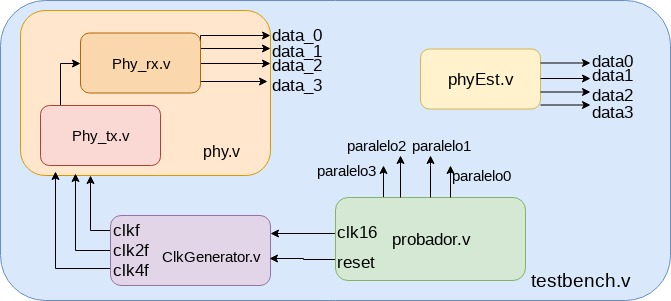 data_0
data_1
data_2
data_3
Phy_rx.v
Phy_tx.v
phy.v
phyEst.v
data0
data1
data2
data3
paralelo2
paralelo1
paralelo3
paralelo0
clkf
clk2f
clk4f
ClkGenerator.v
clk16
reset
probador.v
testbench.v